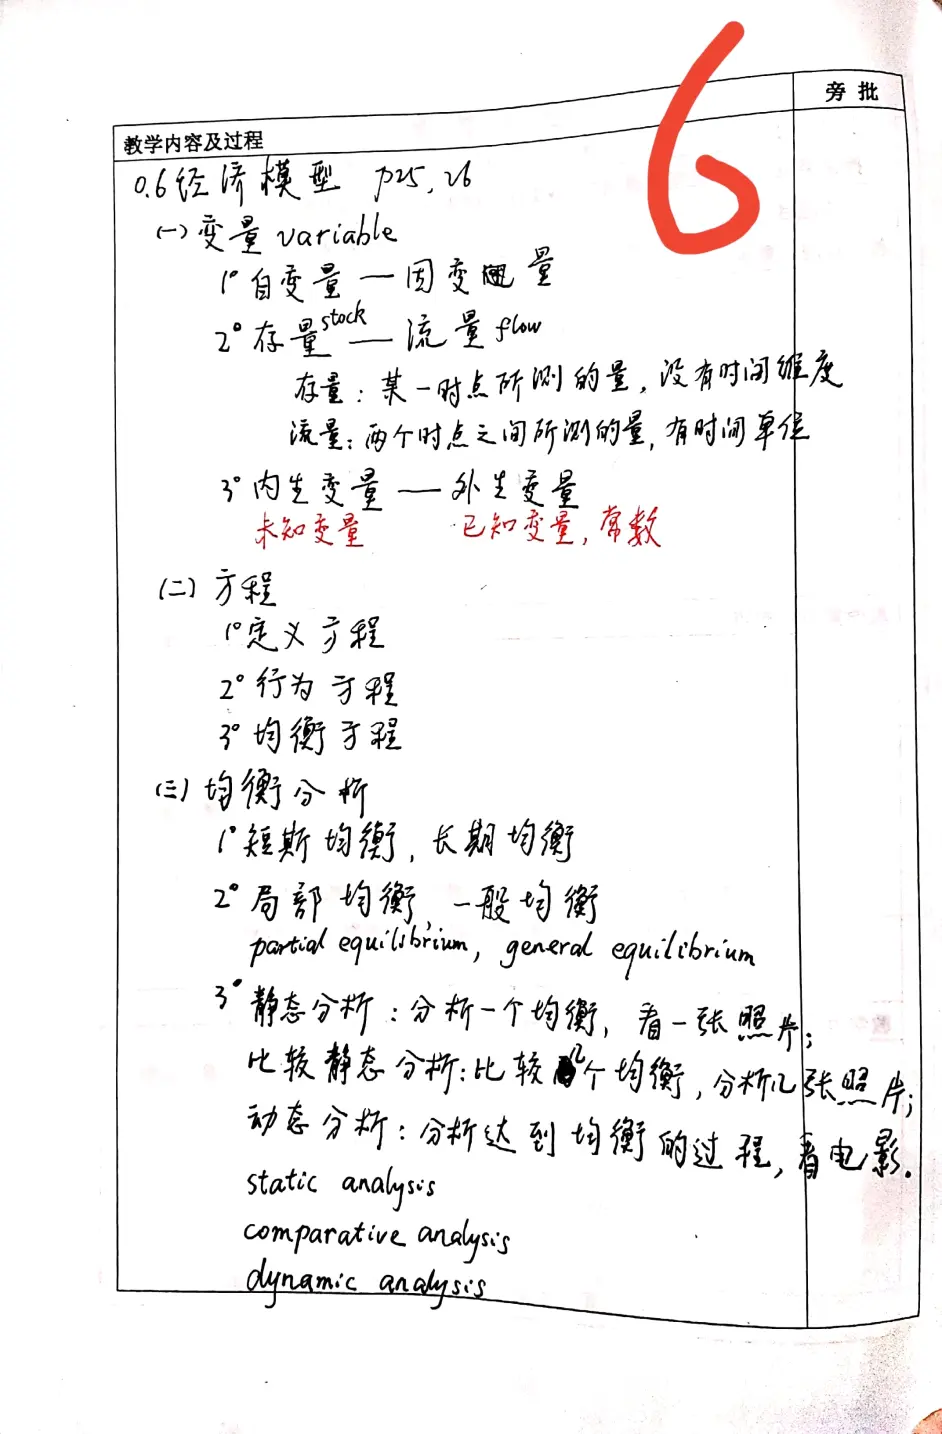 6
旁批
教学内容及过程
0.6经济模型 p25,26
(一)变量 variable
1°自变量—因变量
2°存量stock—流量flow
存量:某一时点所测的量,没有时间维度
流量:两个时点之间所测的量,有时间单位
3°内生变量—外生变量
未知变量 已知变量,常数
(二)方程
1°定义方程
2°行为方程
3°均衡方程
(三)均衡分析
1°短期均衡,长期均衡
2°局部均衡,一般均衡
partial equilibrium, general equilibrium
3°静态分析:分析一个均衡,看一张照片;
比较静态分析:比较几个均衡,分析几张照片;
动态分析:分析达到均衡的过程,看电影.
static analysis
comparative analysis
dynamic analysis